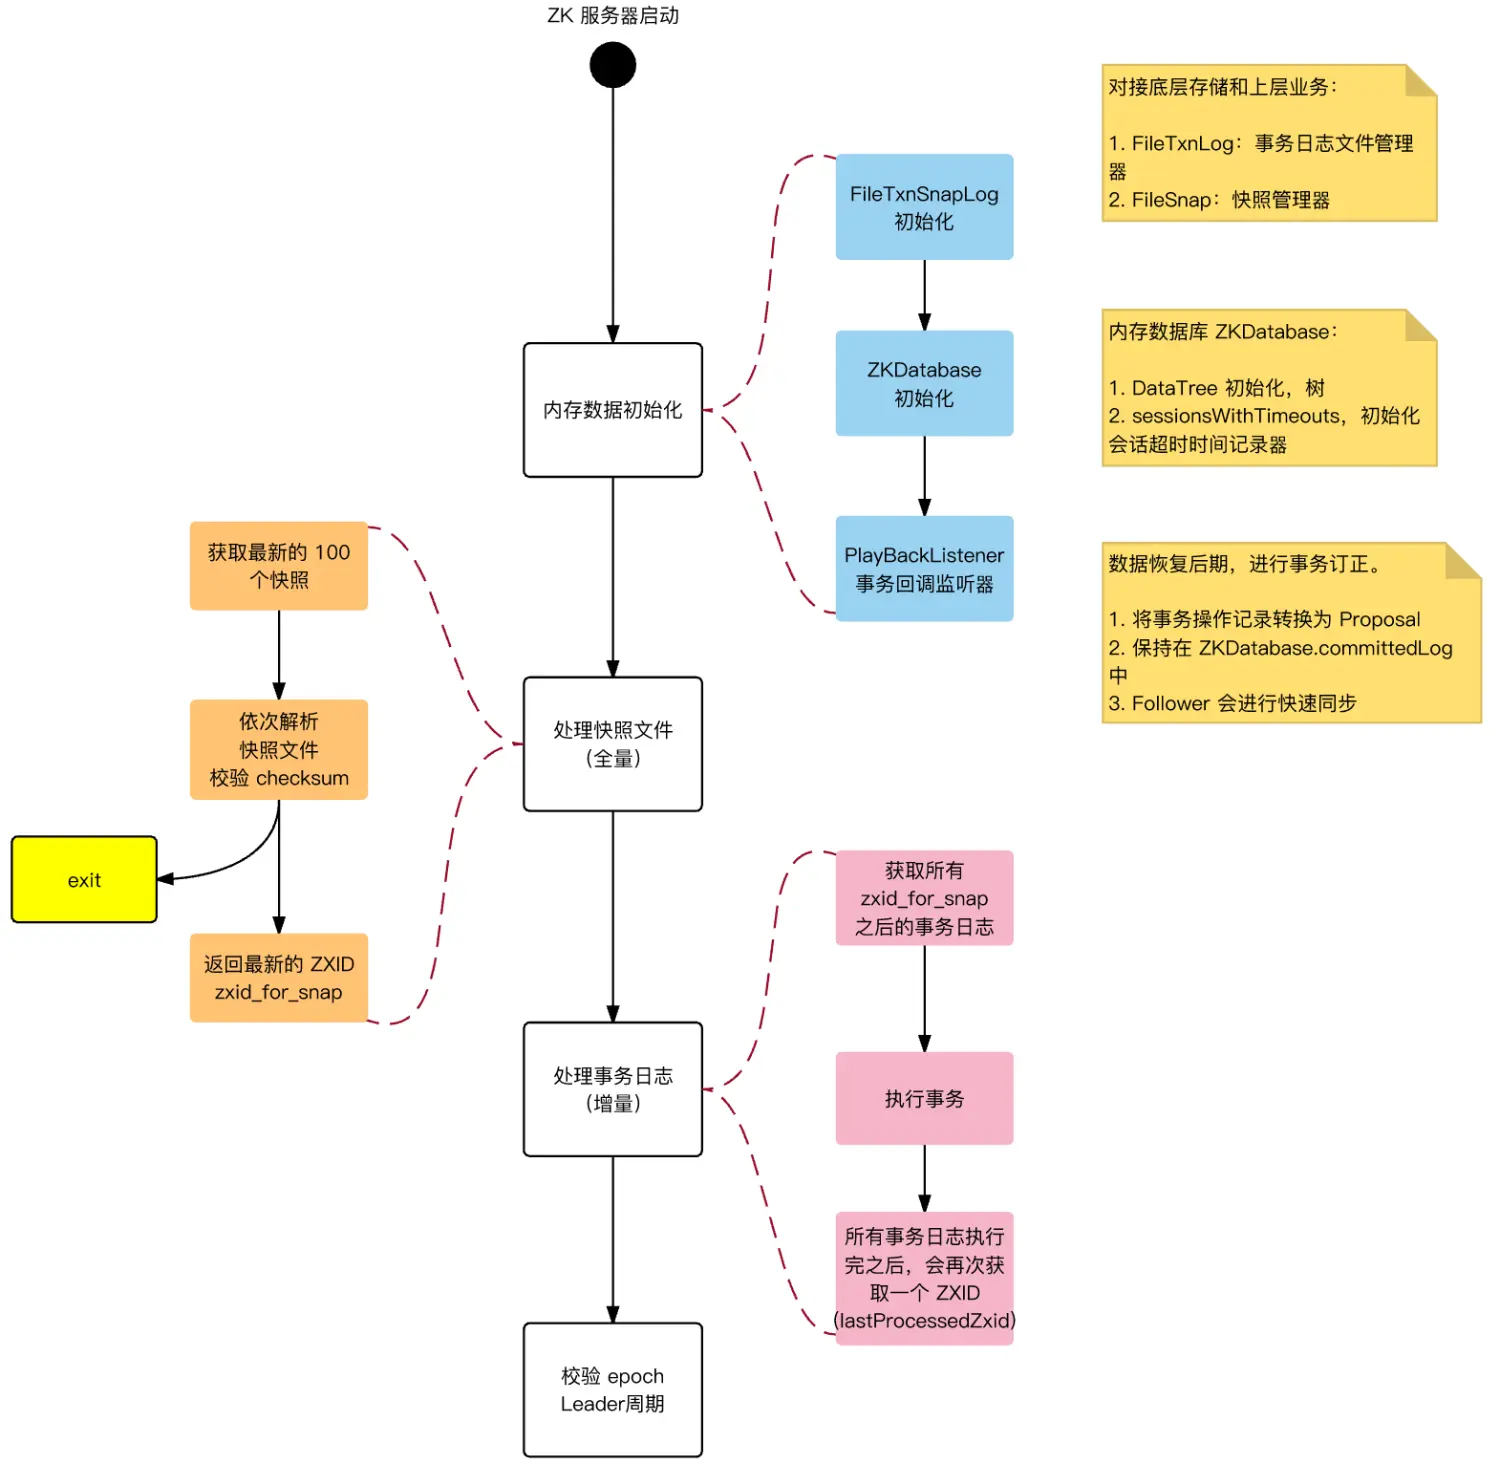 ZK 服务器启动
对接底层存储和上层业务：
1. FileTxnLog：事务日志文件管理
器
2. FileSnap：快照管理器
FileTxnSnapLog
初始化
内存数据库 ZKDatabase：
1. DataTree 初始化，树
2. sessionsWithTimeouts，初始化
会话超时时间记录器
ZKDatabase
初始化
内存数据初始化
PlayBackListener
事务回调监听器
数据恢复后期，进行事务订正。
1. 将事务操作记录转换为 Proposal
2. 保持在 ZKDatabase.committedLog
中
3. Follower 会进行快速同步
获取最新的 100
个快照
依次解析
快照文件
校验 checksum
处理快照文件
（全量）
exit
返回最新的 ZXID
zxid_for_snap
获取所有
zxid_for_snap
之后的事务日志
处理事务日志
（增量）
执行事务
所有事务日志执行
完之后，会再次获
取一个 ZXID
(lastProcessedZxid)
校验 epoch
Leader周期